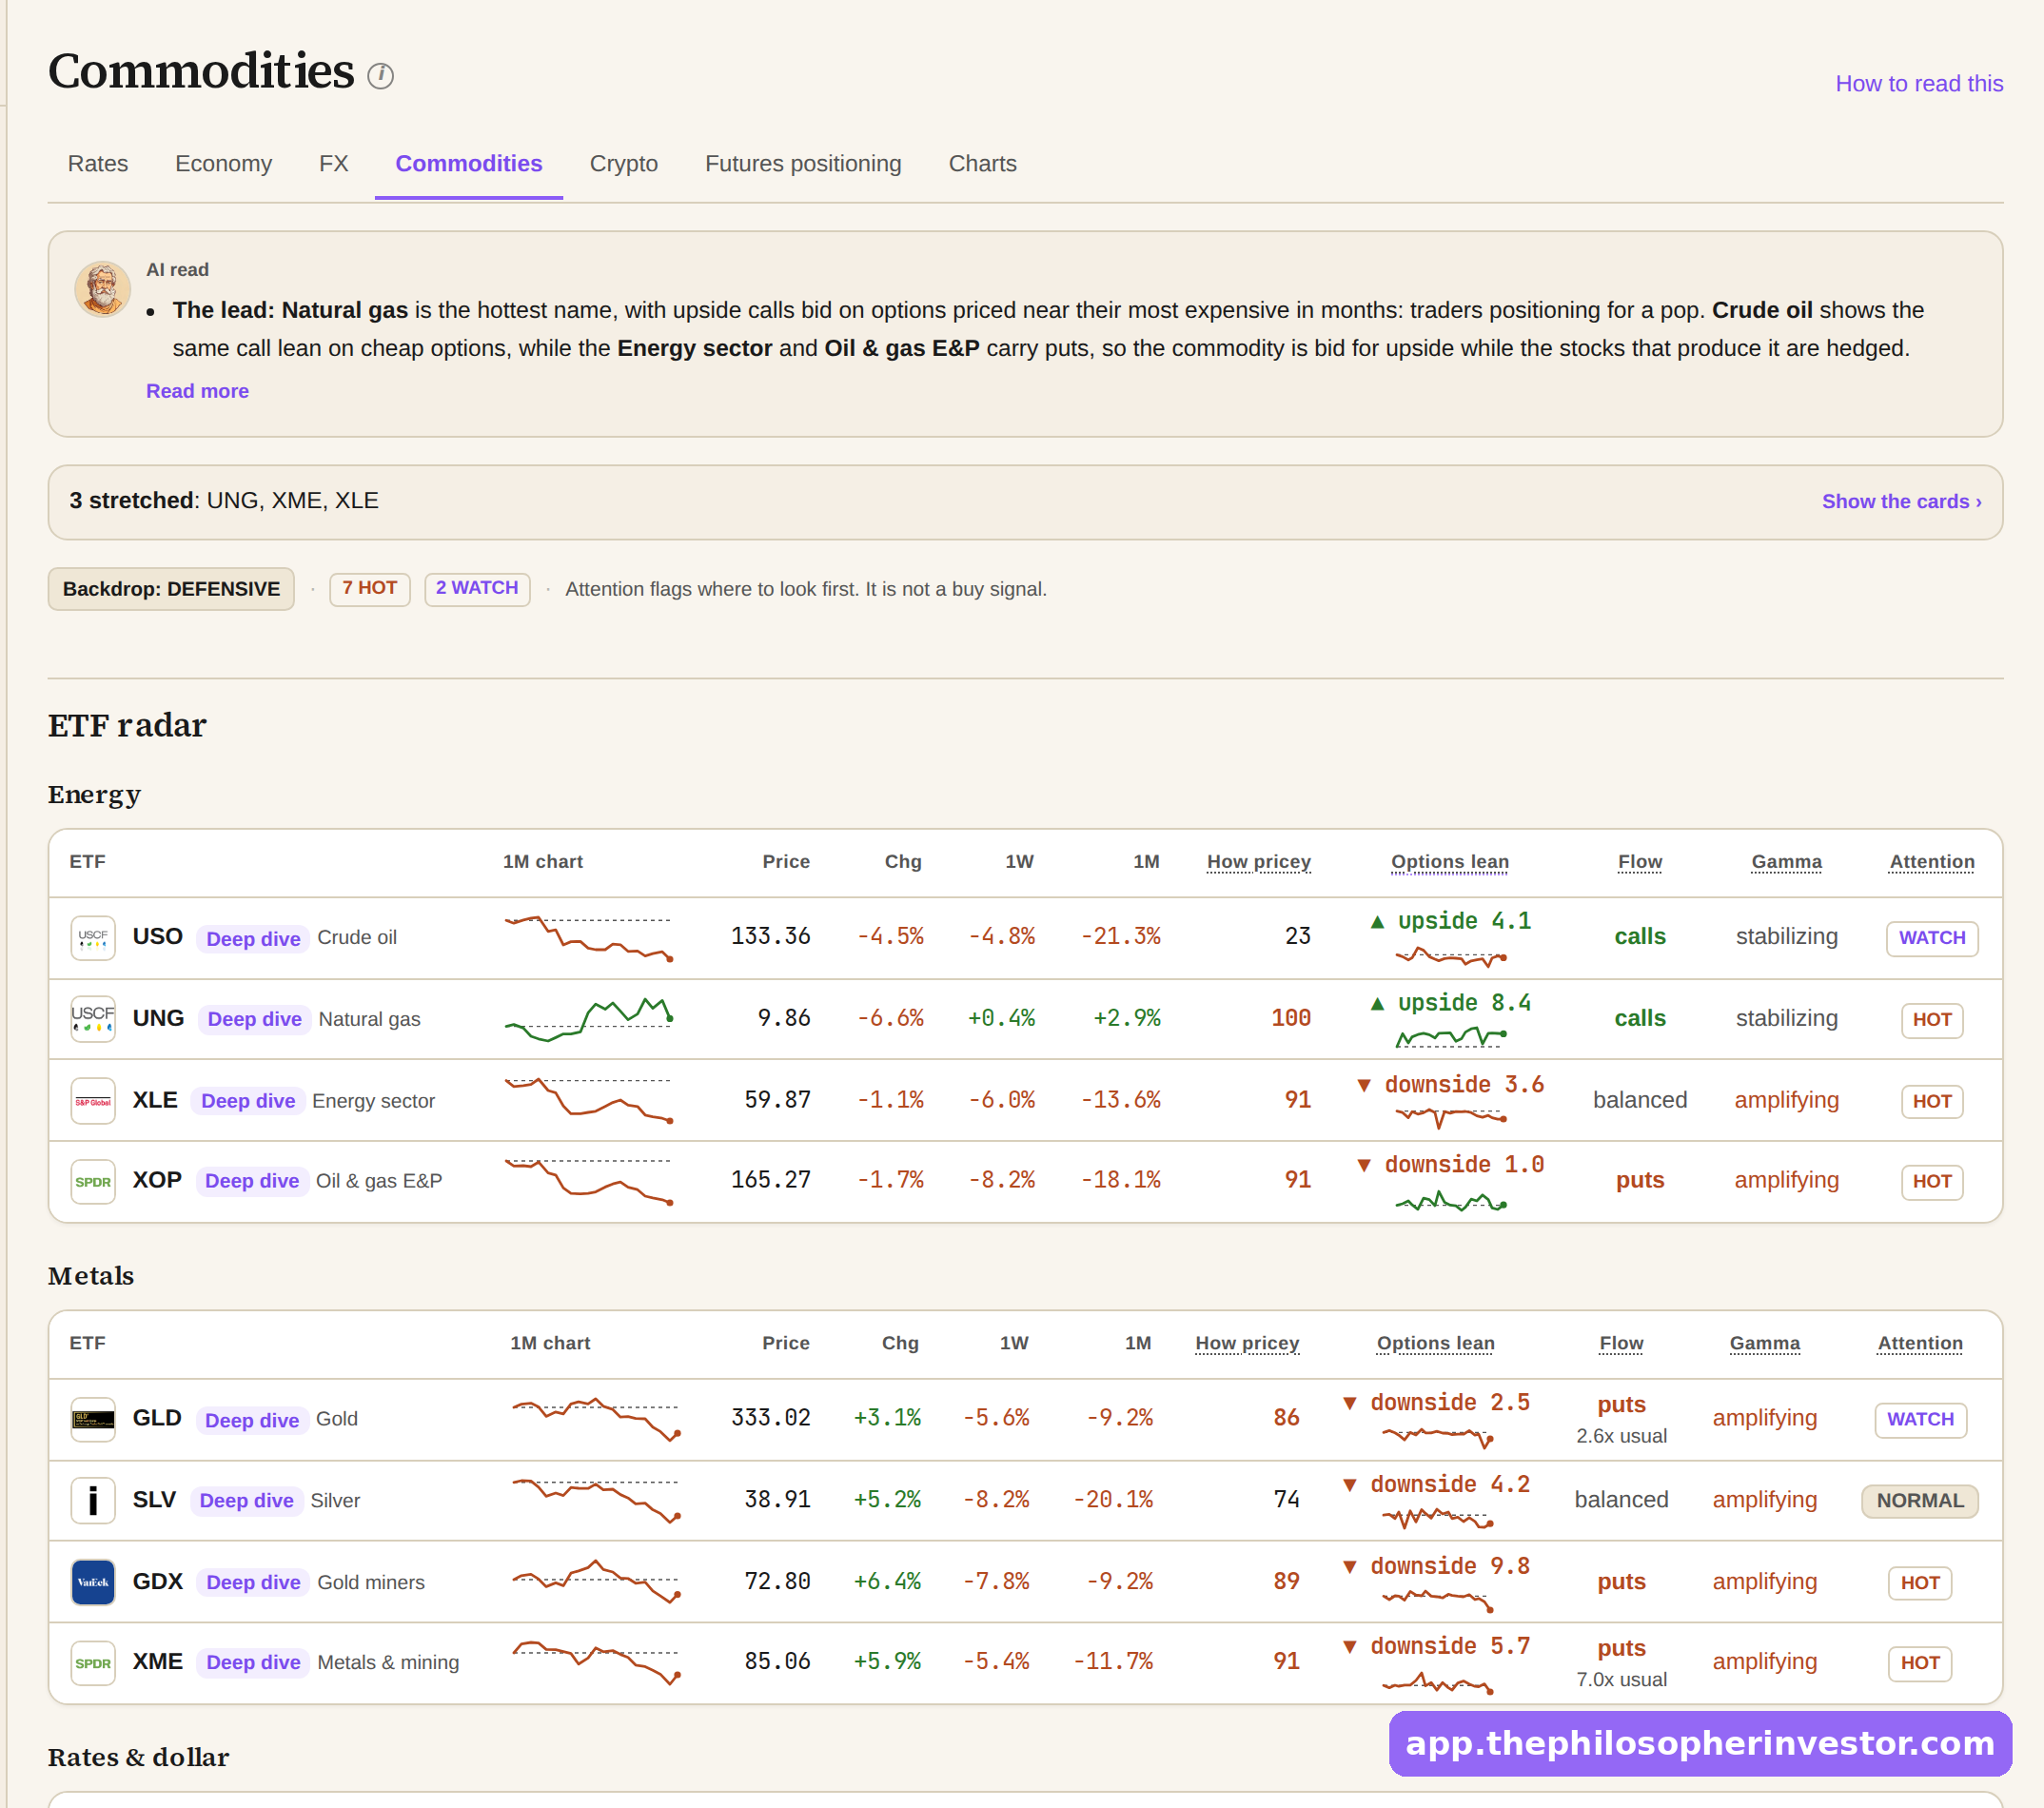 Commodities i
How to read this
Rates Economy FX Commodities Crypto Futures positioning Charts
AI read
• The lead: Natural gas is the hottest name, with upside calls bid on options priced near their most expensive in months: traders positioning for a pop. Crude oil shows the
same call lean on cheap options, while the Energy sector and Oil & gas E&P carry puts, so the commodity is bid for upside while the stocks that produce it are hedged.
Read more
3 stretched: UNG, XME, XLE
Show the cards ›
Backdrop: DEFENSIVE · 7 HOT 2 WATCH · Attention flags where to look first. It is not a buy signal.
ETF radar
Energy
ETF 1M chart Price Chg 1W 1M How pricey Options lean Flow Gamma Attention
USCF USO Deep dive Crude oil 133.36 -4.5% -4.8% -21.3% 23 ▲ upside 4.1 calls stabilizing WATCH
USCF UNG Deep dive Natural gas 9.86 -6.6% +0.4% +2.9% 100 ▲ upside 8.4 calls stabilizing HOT
S&P Global XLE Deep dive Energy sector 59.87 -1.1% -6.0% -13.6% 91 ▼ downside 3.6 balanced amplifying HOT
SPDR XOP Deep dive Oil & gas E&P 165.27 -1.7% -8.2% -18.1% 91 ▼ downside 1.0 puts amplifying HOT
Metals
ETF 1M chart Price Chg 1W 1M How pricey Options lean Flow Gamma Attention
GLD GLD Deep dive Gold 333.02 +3.1% -5.6% -9.2% 86 ▼ downside 2.5 puts amplifying WATCH
2.6x usual
i SLV Deep dive Silver 38.91 +5.2% -8.2% -20.1% 74 ▼ downside 4.2 balanced amplifying NORMAL
VanEck GDX Deep dive Gold miners 72.80 +6.4% -7.8% -9.2% 89 ▼ downside 9.8 puts amplifying HOT
SPDR XME Deep dive Metals & mining 85.06 +5.9% -5.4% -11.7% 91 ▼ downside 5.7 puts amplifying HOT
7.0x usual
app.thephilosopherinvestor.com
Rates & dollar